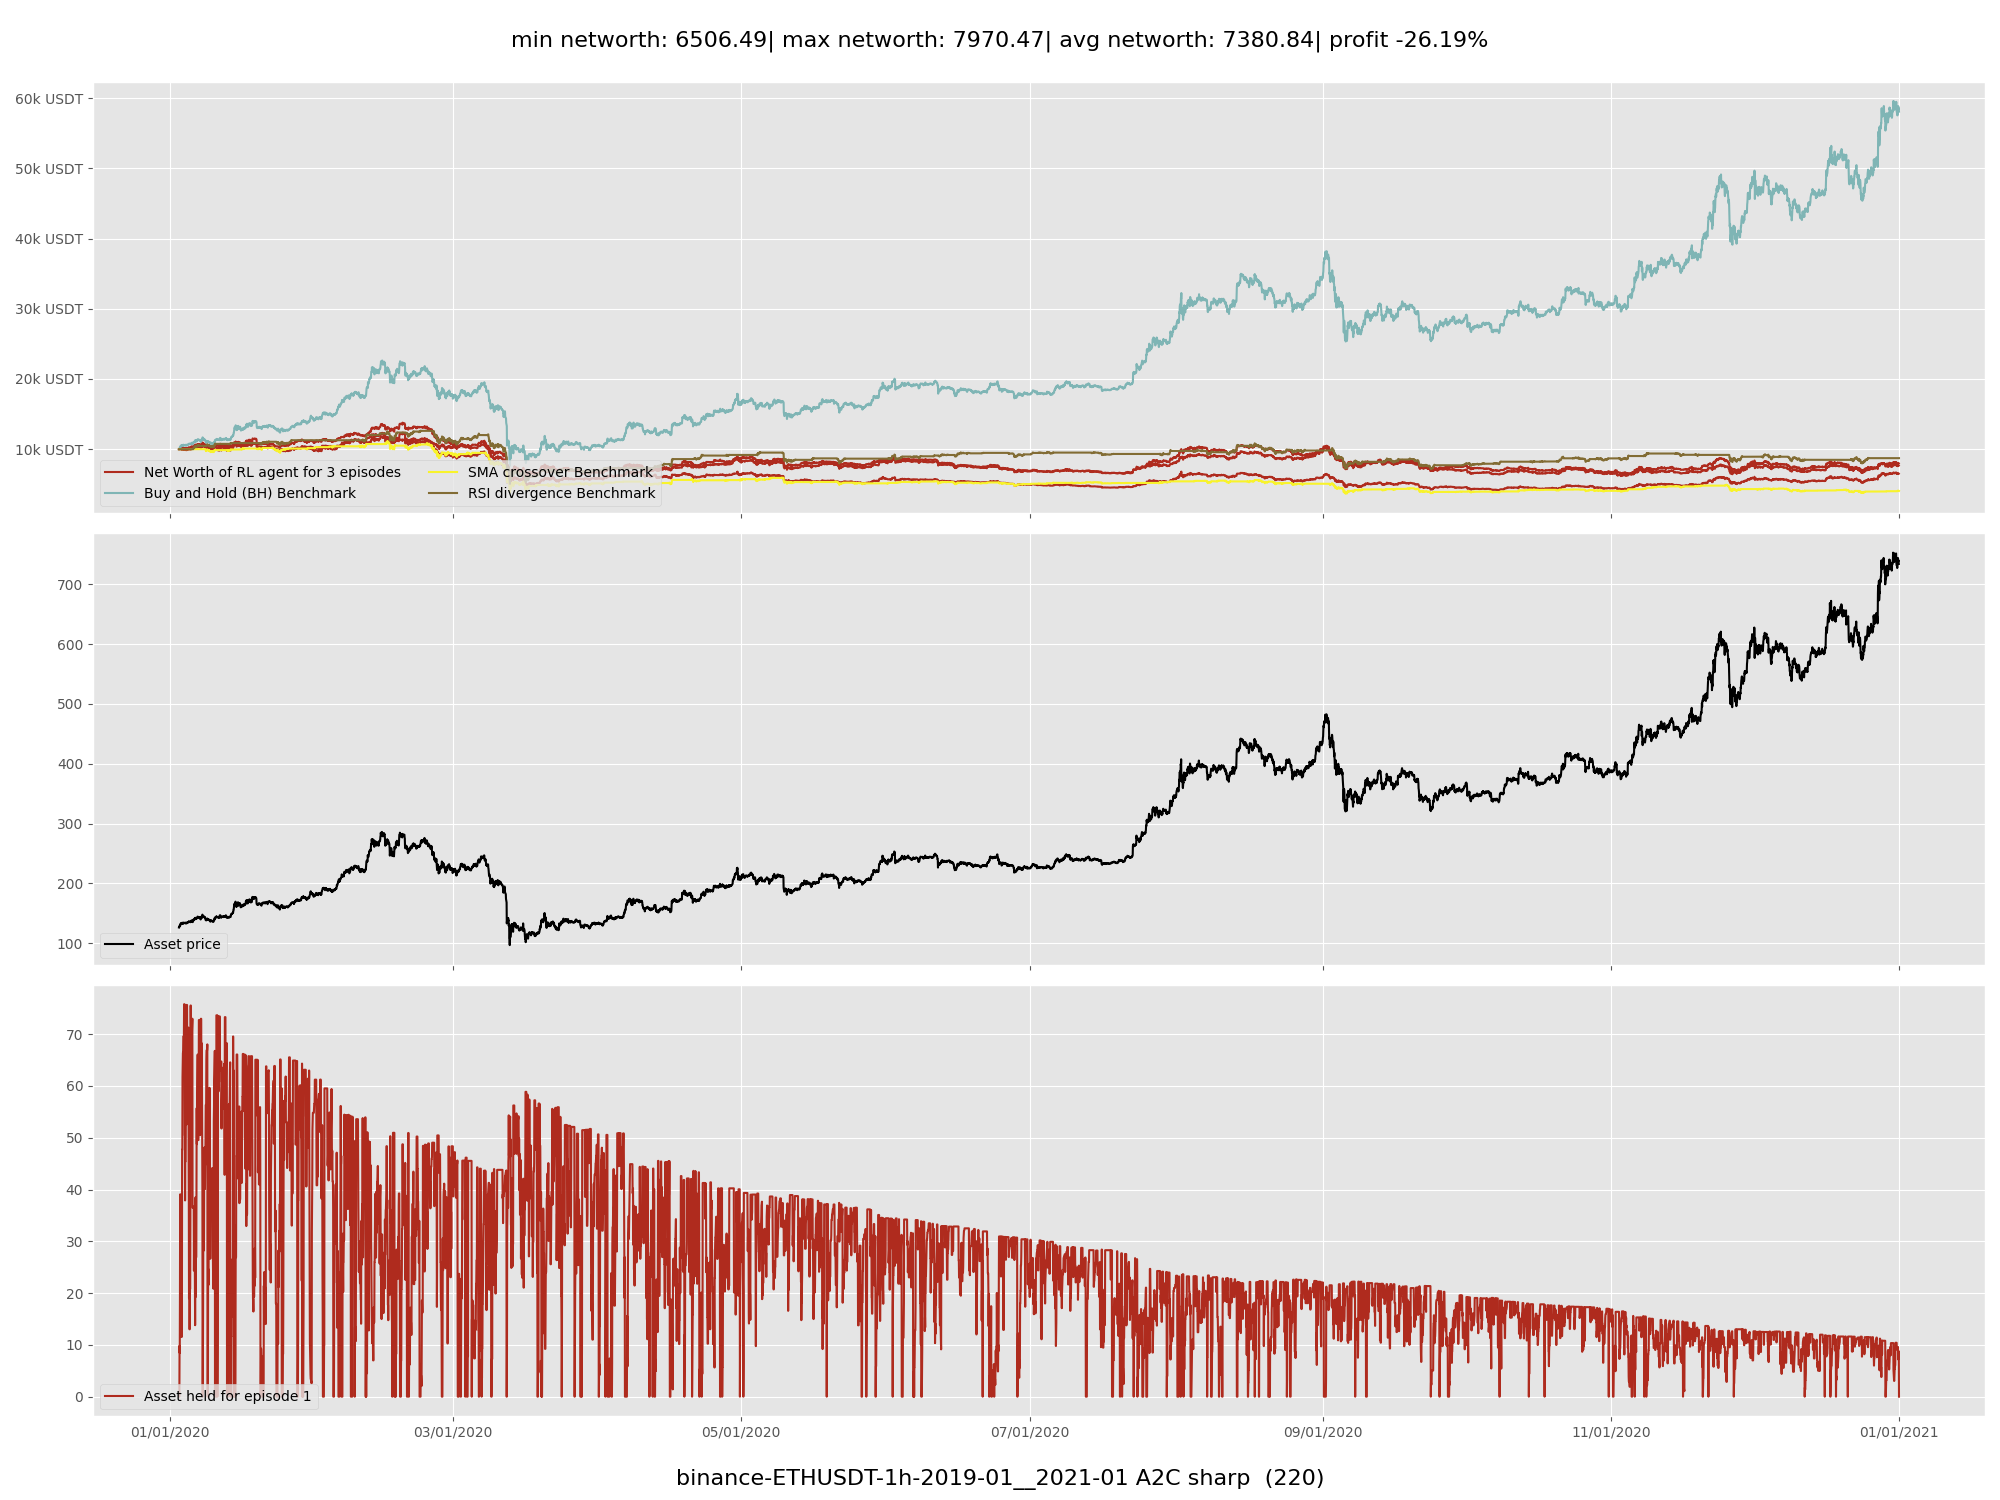 min networth: 6506.49| max networth: 7970.47| avg networth: 7380.84| profit -26.19%
60k USDT
50k USDT
40k USDT
30k USDT
20k USDT
10k USDT
Net Worth of RL agent for 3 episodes
Buy and Hold (BH) Benchmark
SMA crossover Benchmark
RSI divergence Benchmark
700
600
500
400
300
200
100
Asset price
70
60
50
40
30
20
10
0
Asset held for episode 1
01/01/2020 03/01/2020 05/01/2020 07/01/2020 09/01/2020 11/01/2020 01/01/2021
binance-ETHUSDT-1h-2019-01__2021-01 A2C sharp (220)